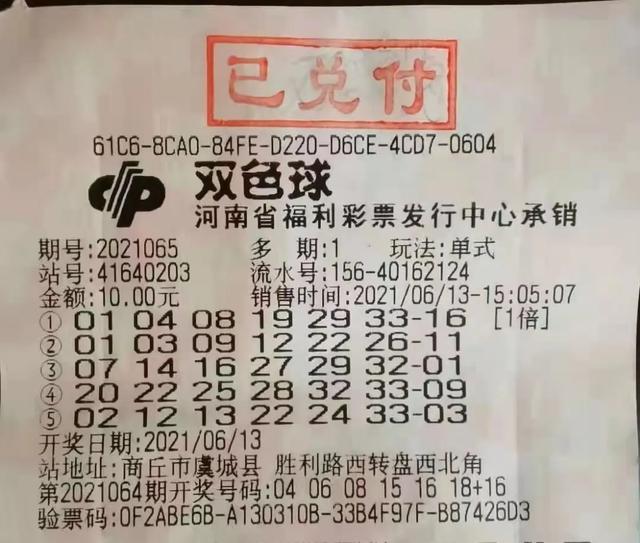 已兑付
61C6-8CA0-84FE-D220-D6CE-4CD7-0604
双色球
河南省福利彩票发行中心承销
期号:2021065 多 期:1 玩法:单式
站号:41640203 流水号:156-40162124
金额:10.00元 销售时间:2021/06/13-15:05:07
① 01 04 08 19 29 33-16 [1倍]
② 01 03 09 12 22 26-11
③ 07 14 16 27 29 32-01
④ 20 22 25 28 32 33-09
⑤ 02 12 13 22 24 33-03
开奖日期:2021/06/13
站地址:商丘市虞城县 胜利路西转盘西北角
第2021064期开奖号码:04 06 08 15 16 18+16
验票码:0F2ABE6B-A130310B-33B4F97F-B87426D3